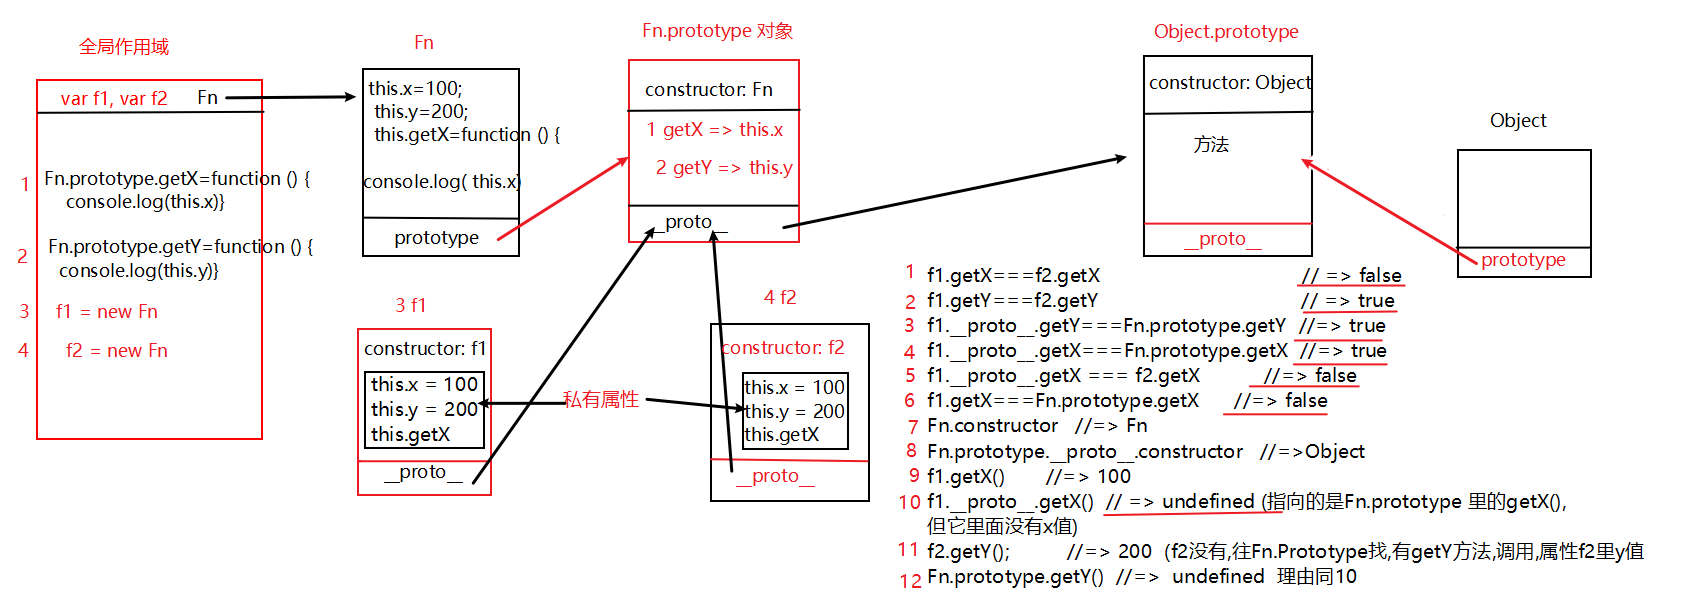 全局作用域
var f1, var f2 Fn
1 Fn.prototype.getX=function () {
console.log(this.x)}
2 Fn.prototype.getY=function () {
console.log(this.y)}
3 f1 = new Fn
4 f2 = new Fn
Fn
this.x=100;
this.y=200;
this.getX=function () {
console.log( this.x)
prototype
Fn.prototype 对象
constructor: Fn
1 getX => this.x
2 getY => this.y
__proto__
Object.prototype
constructor: Object
方法
__proto__
Object
prototype
3 f1
constructor: f1
this.x = 100
this.y = 200
this.getX
__proto__
私有属性
4 f2
constructor: f2
this.x = 100
this.y = 200
this.getX
__proto__
1 f1.getX===f2.getX // => false
2 f1.getY===f2.getY // => true
3 f1.__proto__.getY===Fn.prototype.getY //=> true
4 f1.__proto__.getX===Fn.prototype.getX //=> true
5 f1.__proto__.getX === f2.getX //=> false
6 f1.getX===Fn.prototype.getX //=> false
7 Fn.constructor //=> Fn
8 Fn.prototype.__proto__.constructor //=>Object
9 f1.getX() //=> 100
10 f1.__proto__.getX() // => undefined (指向的是Fn.prototype 里的getX(),
但它里面没有x值)
11 f2.getY(); //=> 200 (f2没有,往Fn.Prototype找,有getY方法,调用,属性f2里y值
12 Fn.prototype.getY() //=> undefined 理由同10